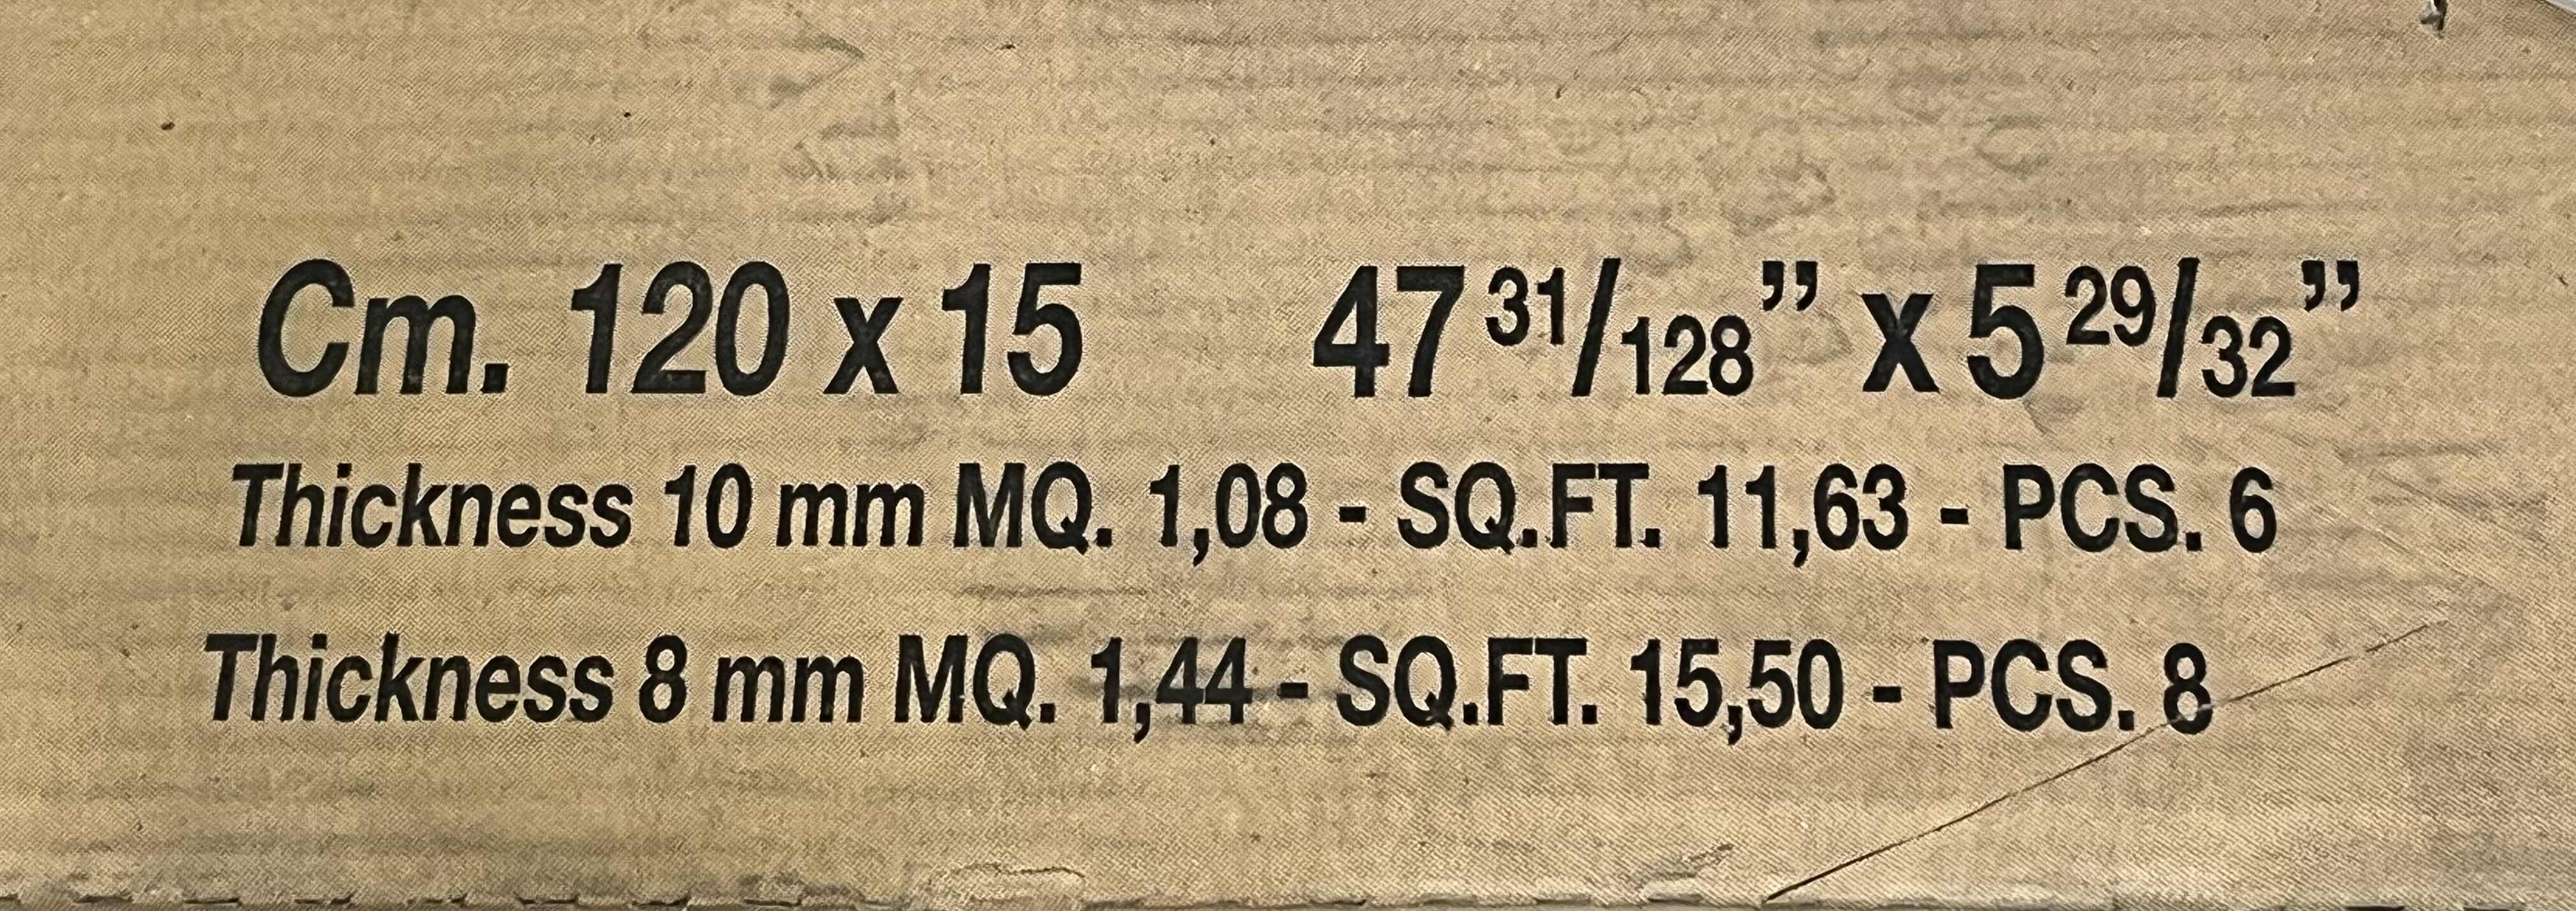 Cm. 120 x 15 47 31/128” x 5 29/32”
Thickness 10 mm MQ. 1,08 - SQ.FT. 11,63 - PCS. 6
Thickness 8 mm MQ. 1,44 - SQ.FT. 15,50 - PCS. 8